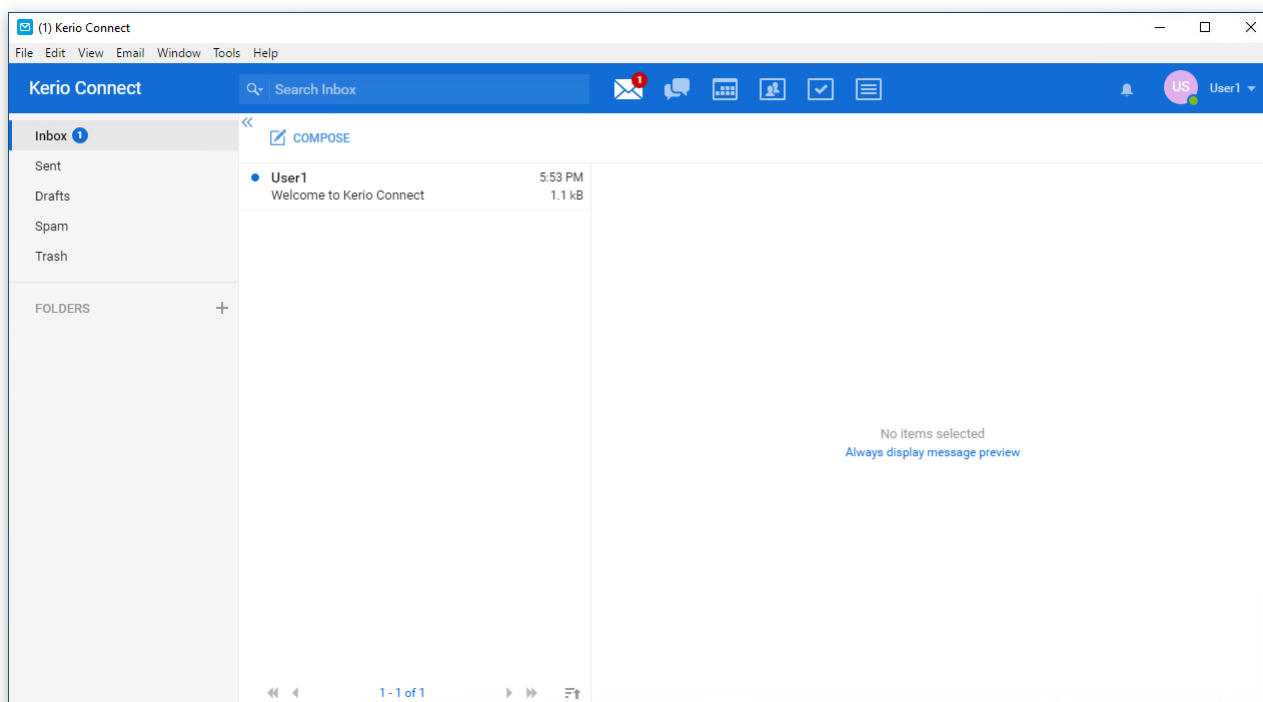 (1) Kerio Connect
File Edit View Email Window Tools Help
Kerio Connect
Search Inbox
1
US
User1
Inbox 1
Sent
Drafts
Spam
Trash
FOLDERS
COMPOSE
User1 5:53 PM
Welcome to Kerio Connect 1.1 kB
No items selected
Always display message preview
1 - 1 of 1